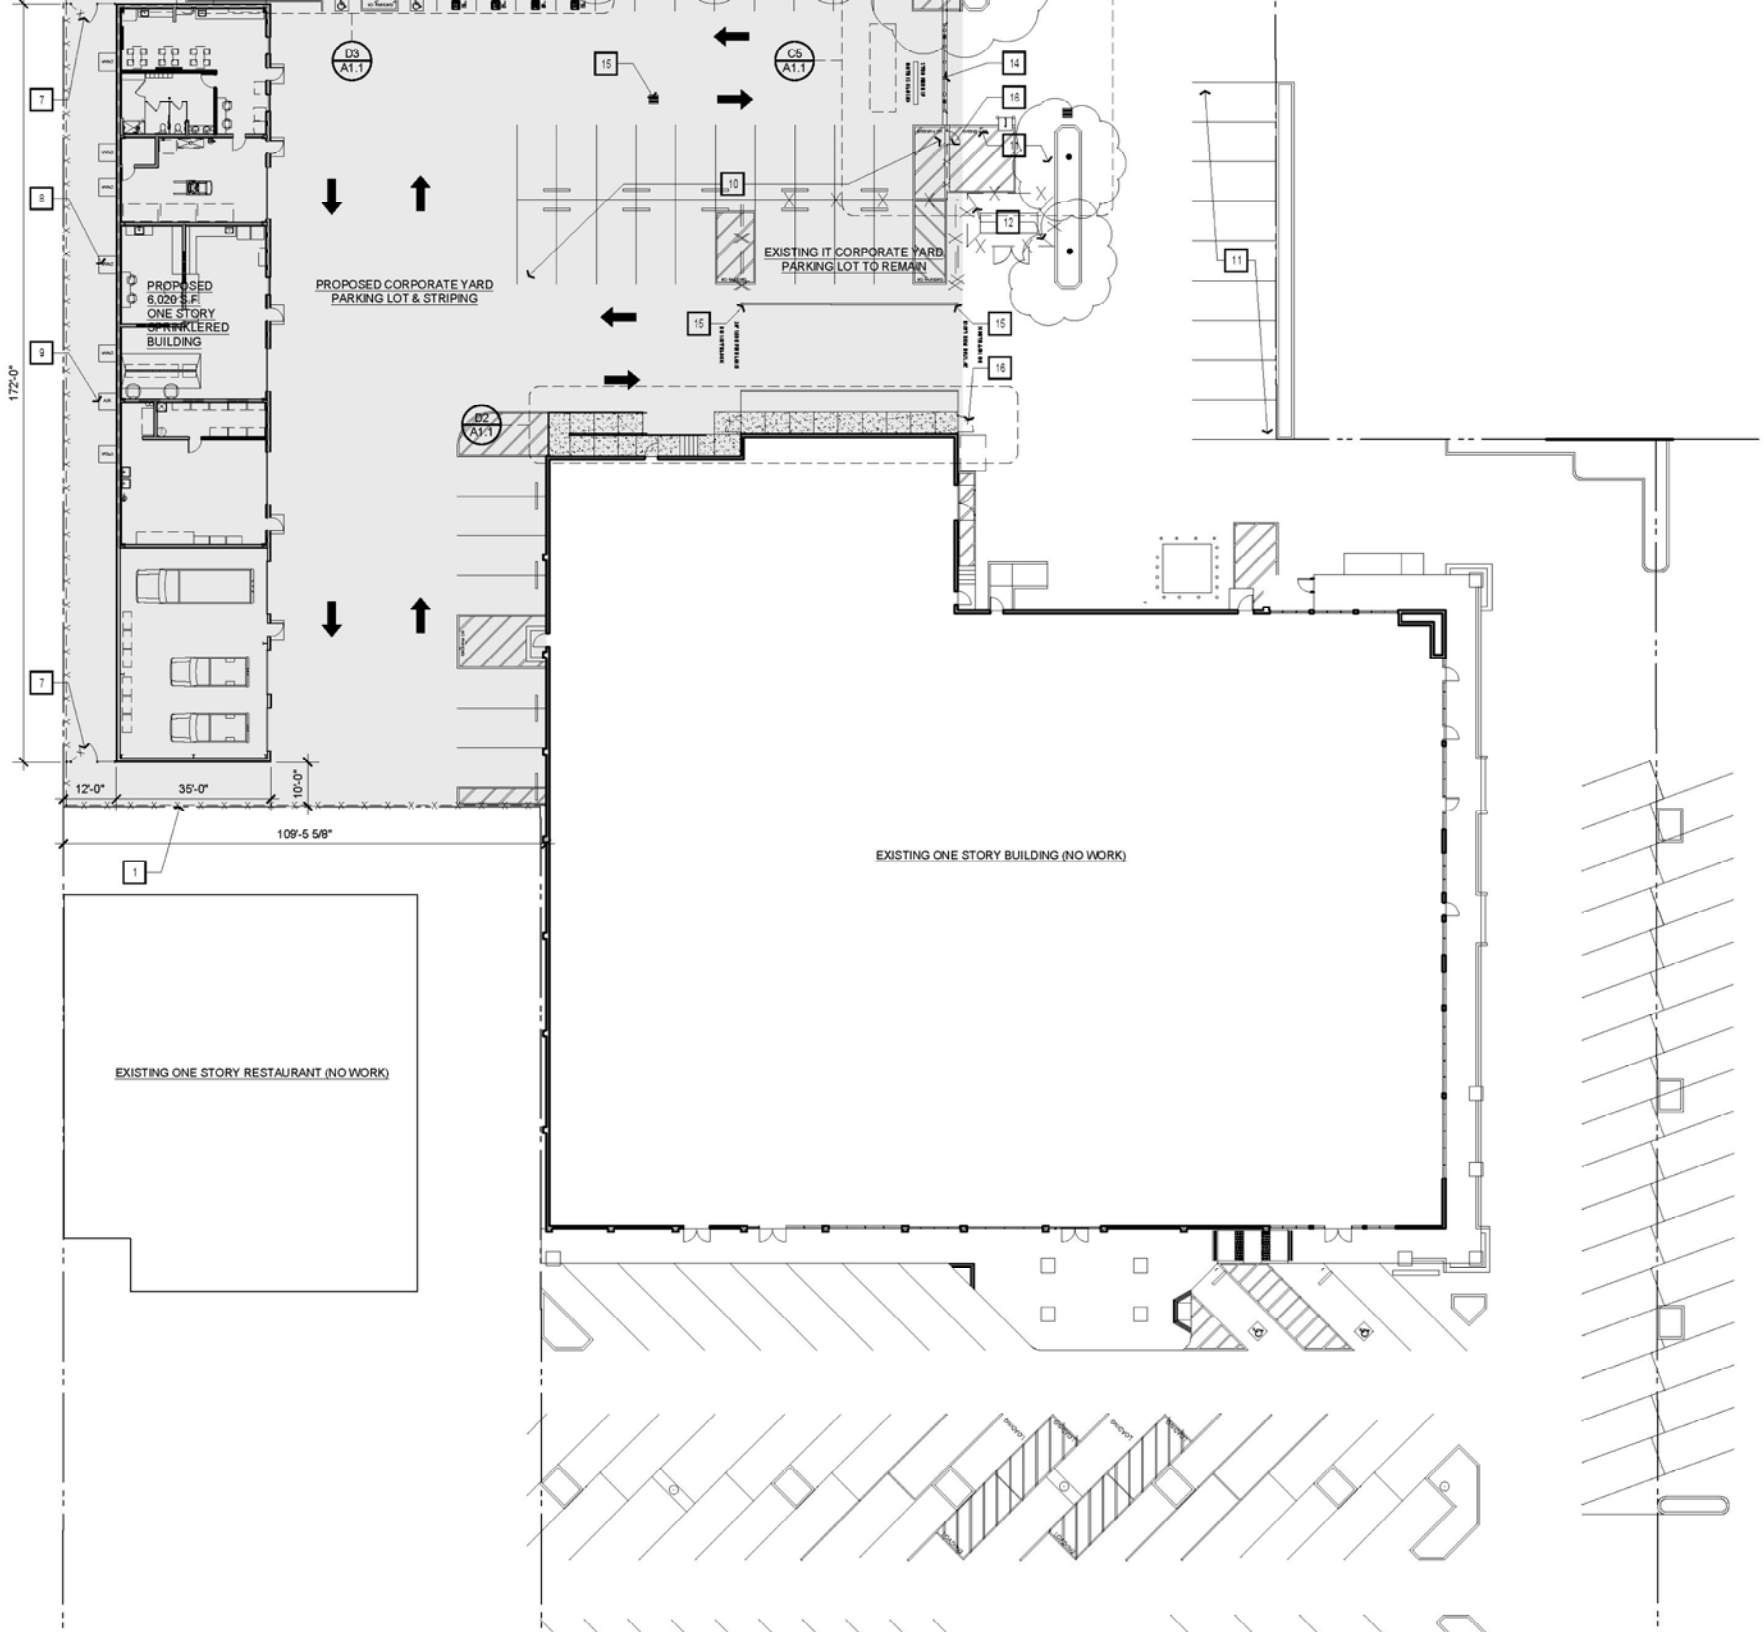 D3
A1.1
C5
A1.1
15
14
7
16
11
10
8
12
EXISTING IT CORPORATE YARD
PARKING LOT TO REMAIN
11
PROPOSED CORPORATE YARD
PARKING LOT & STRIPING
PROPOSED
6,020 S.F.
ONE STORY
SPRINKLERED
BUILDING
15
15
9
16
172'-0"
D2
A1.1
7
12'-0"
35'-0"
10'-0"
109'-5 5/8"
1
EXISTING ONE STORY BUILDING (NO WORK)
EXISTING ONE STORY RESTAURANT (NO WORK)
LOADING
LOADING